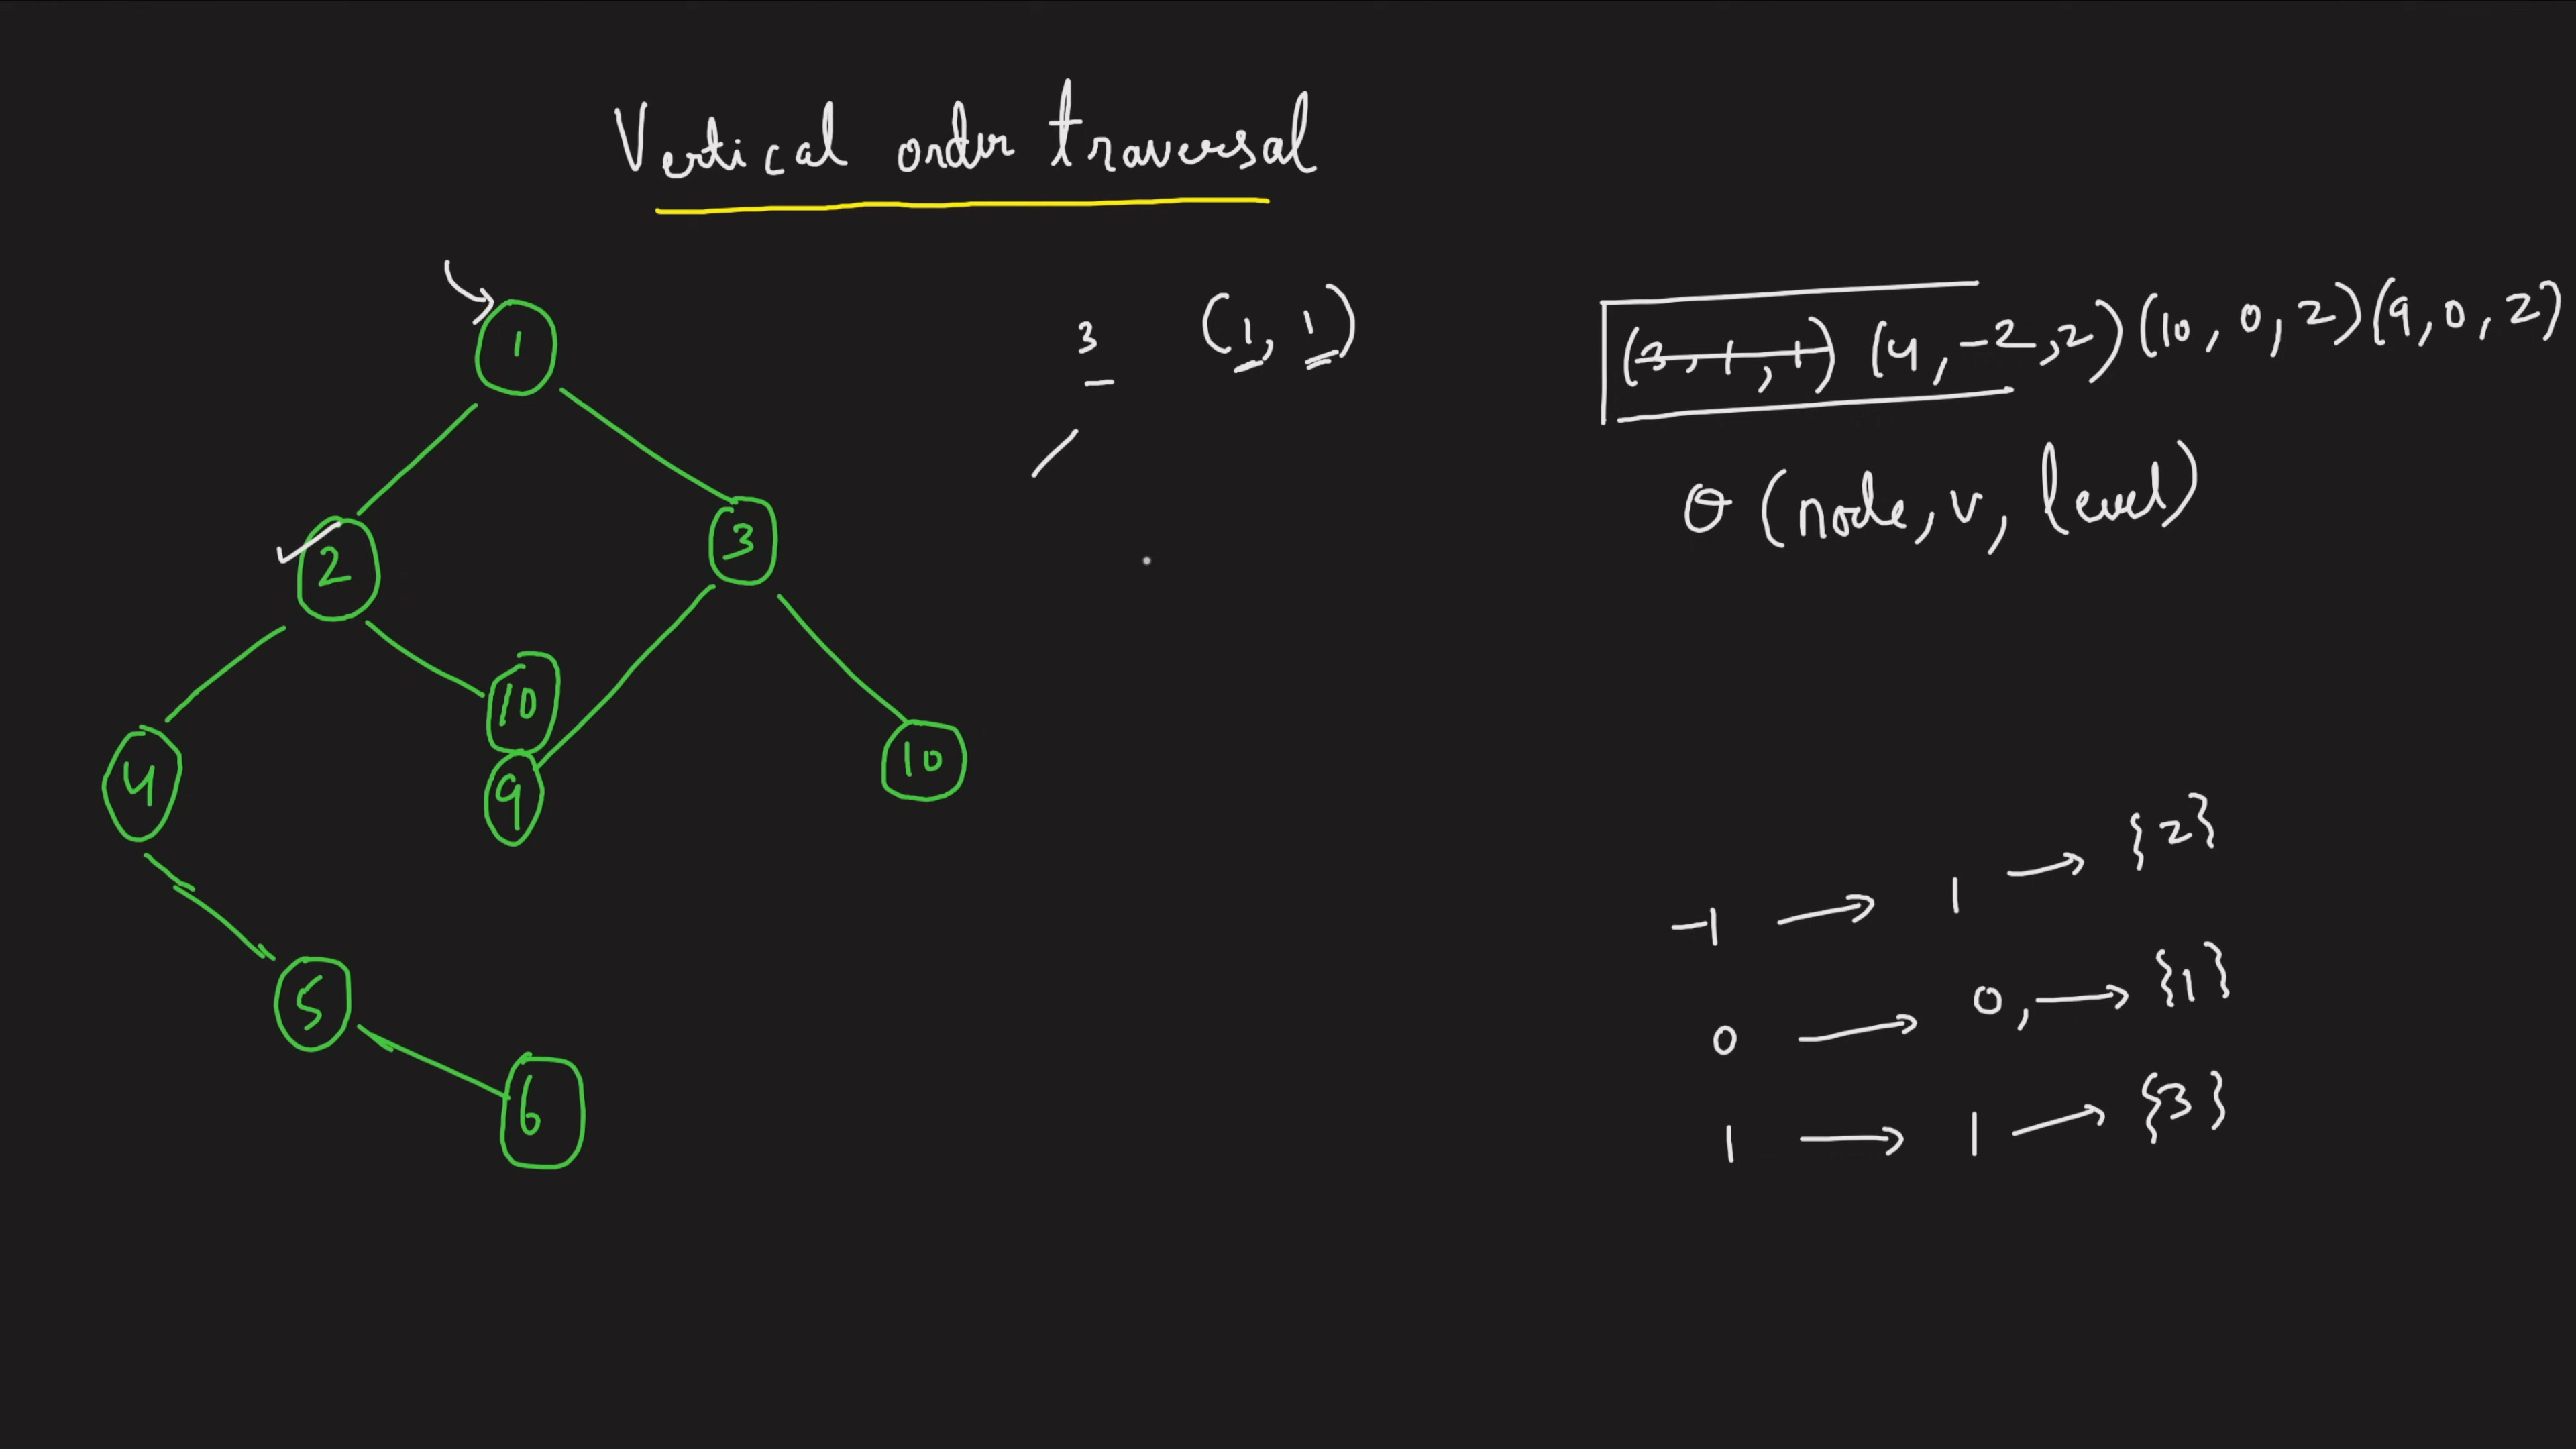 Vertical order traversal
1
2
3
4
10
9
10
5
6
3 (1, 1)
(3, 1, 1) (4, -2, 2) (10, 0, 2) (9, 0, 2)
Q (node, v, level)
-1 → 1 → {2}
0 → 0, → {1}
1 → 1 → {3}